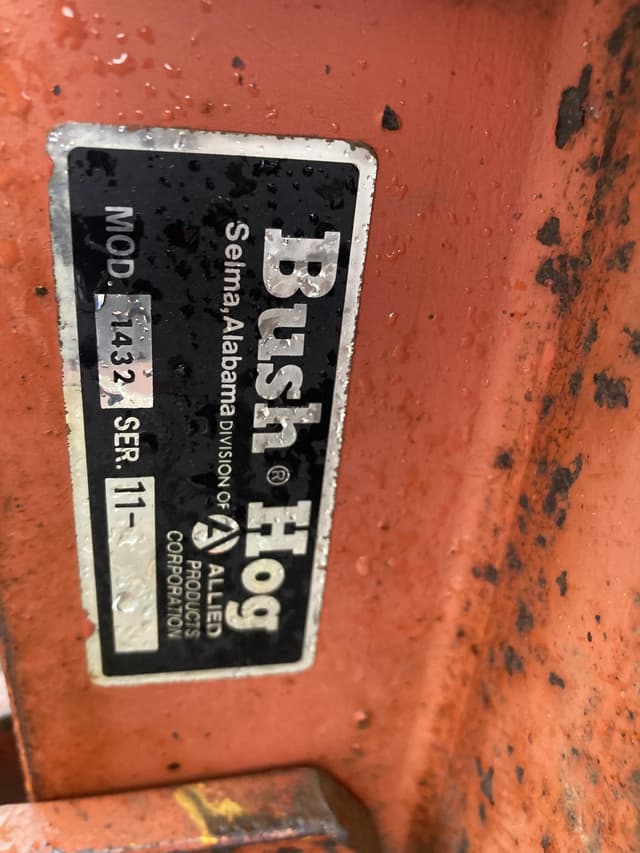 Bush Hog®
Selma, Alabama DIVISION OF ALLIED
PRODUCTS
CORPORATION
MOD. 1432 SER. 11-